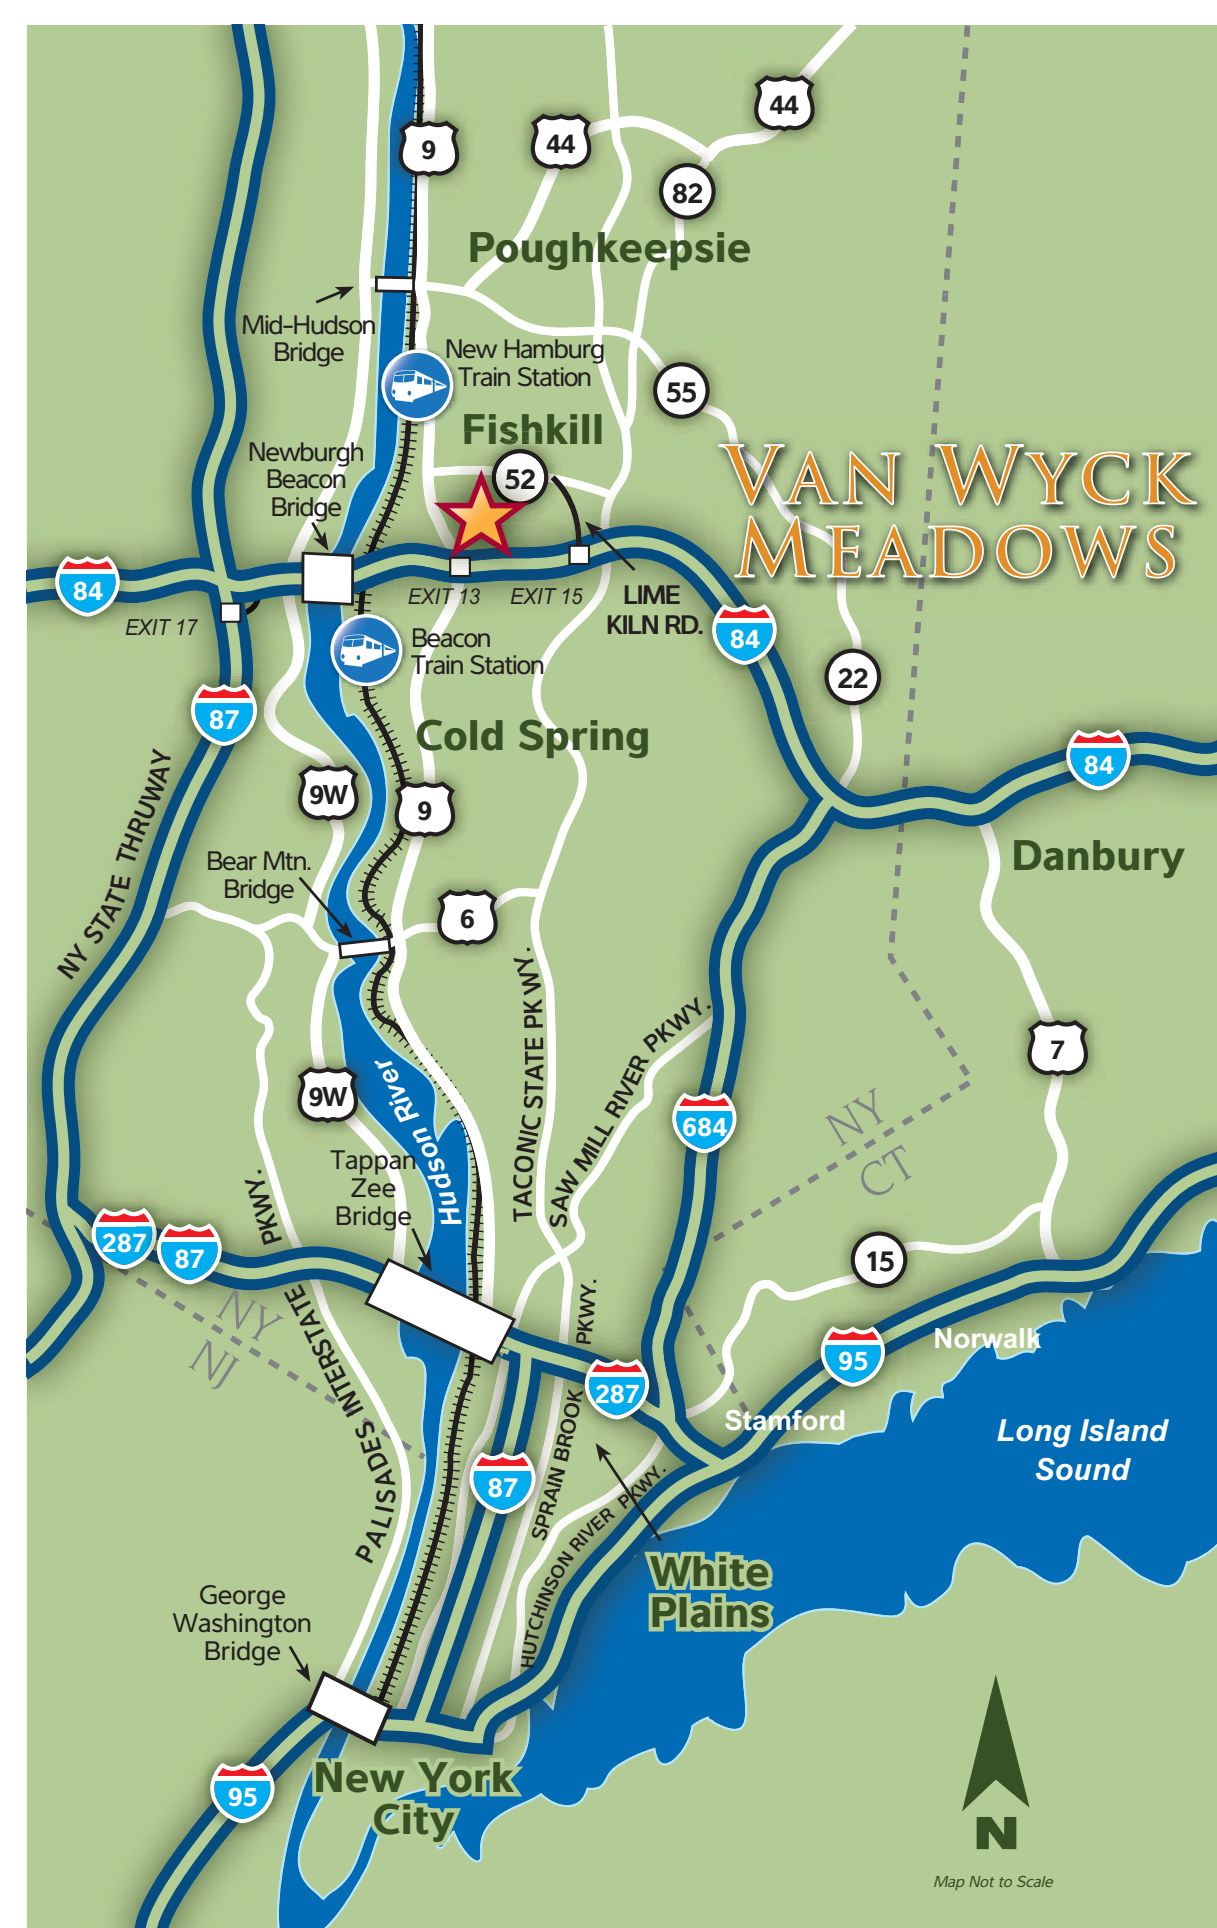 44
9
44
82
Poughkeepsie
Mid-Hudson
Bridge
New Hamburg
Train Station
55
Fishkill
Newburgh
Beacon
Bridge
52
VAN WYCK
MEADOWS
84
EXIT 13
EXIT 15
LIME
KILN RD.
EXIT 17
84
Beacon
Train Station
22
87
Cold Spring
84
9W
9
NY STATE THRUWAY
Danbury
Bear Mtn.
Bridge
6
TACONIC STATE PK WY.
SAW MILL RIVER PKWY.
7
Hudson River
9W
684
NY
CT
Tappan
Zee
Bridge
287
87
15
PALISADES INTERSTATE PKWY.
NY
NJ
SPRAIN BROOK PKWY.
95
Norwalk
287
Stamford
Long Island
Sound
87
HUTCHINSON RIVER PKWY.
White
Plains
George
Washington
Bridge
95
New York
City
N
Map Not to Scale